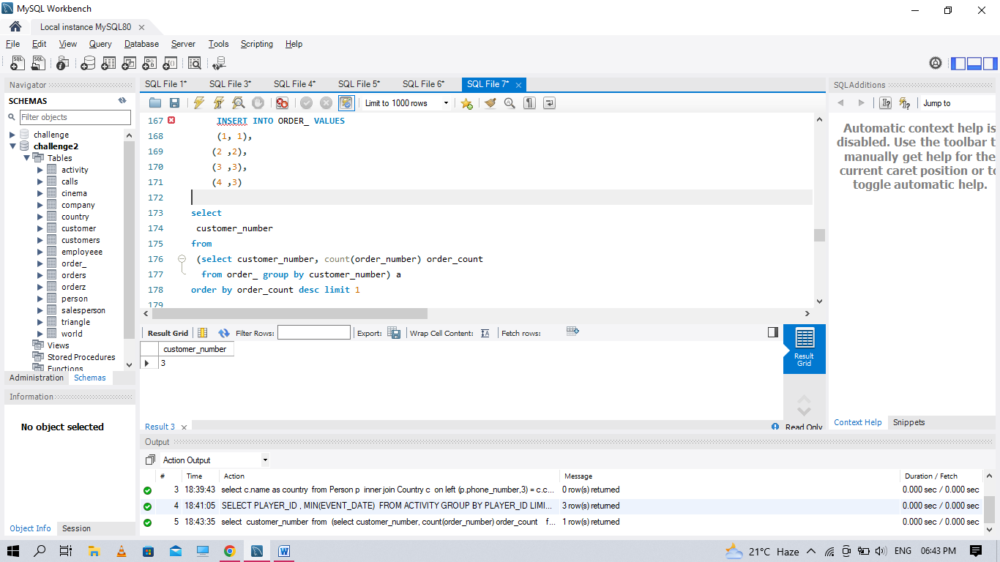 MySQL Workbench
Local instance MySQL80
File Edit View Query Database Server Tools Scripting Help
Navigator
SCHEMAS
Filter objects
challenge
challenge2
Tables
activity
calls
cinema
company
country
customer
customers
employeee
order_
orders
orderz
person
salesperson
triangle
world
Views
Stored Procedures
Functions
Administration Schemas
Information
No object selected
Object Info Session
SQL File 1* SQL File 3* SQL File 4* SQL File 5* SQL File 6* SQL File 7*
Limit to 1000 rows
167 INSERT INTO ORDER_ VALUES
168 (1, 1),
169 (2 ,2),
170 (3 ,3),
171 (4 ,3)
172
173 select
174 customer_number
175 from
176 (select customer_number, count(order_number) order_count
177 from order_ group by customer_number) a
178 order by order_count desc limit 1
179
Result Grid Filter Rows: Export: Wrap Cell Content: Fetch rows:
customer_number
3
Result Grid
Result 3
Read Only
Output
Action Output
# Time Action Message Duration / Fetch
3 18:39:43 select c.name as country from Person p inner join Country c on left (p.phone_number,3) = c.c... 0 row(s) returned 0.000 sec / 0.000 sec
4 18:41:05 SELECT PLAYER_ID , MIN(EVENT_DATE) FROM ACTIVITY GROUP BY PLAYER_ID LIMI... 3 row(s) returned 0.000 sec / 0.000 sec
5 18:43:35 select customer_number from (select customer_number, count(order_number) order_count f... 1 row(s) returned 0.000 sec / 0.000 sec
SQLAdditions
Jump to
Automatic context help is
disabled. Use the toolbar t
manually get help for the
current caret position or to
toggle automatic help.
Context Help Snippets
21°C Haze ENG 06:43 PM